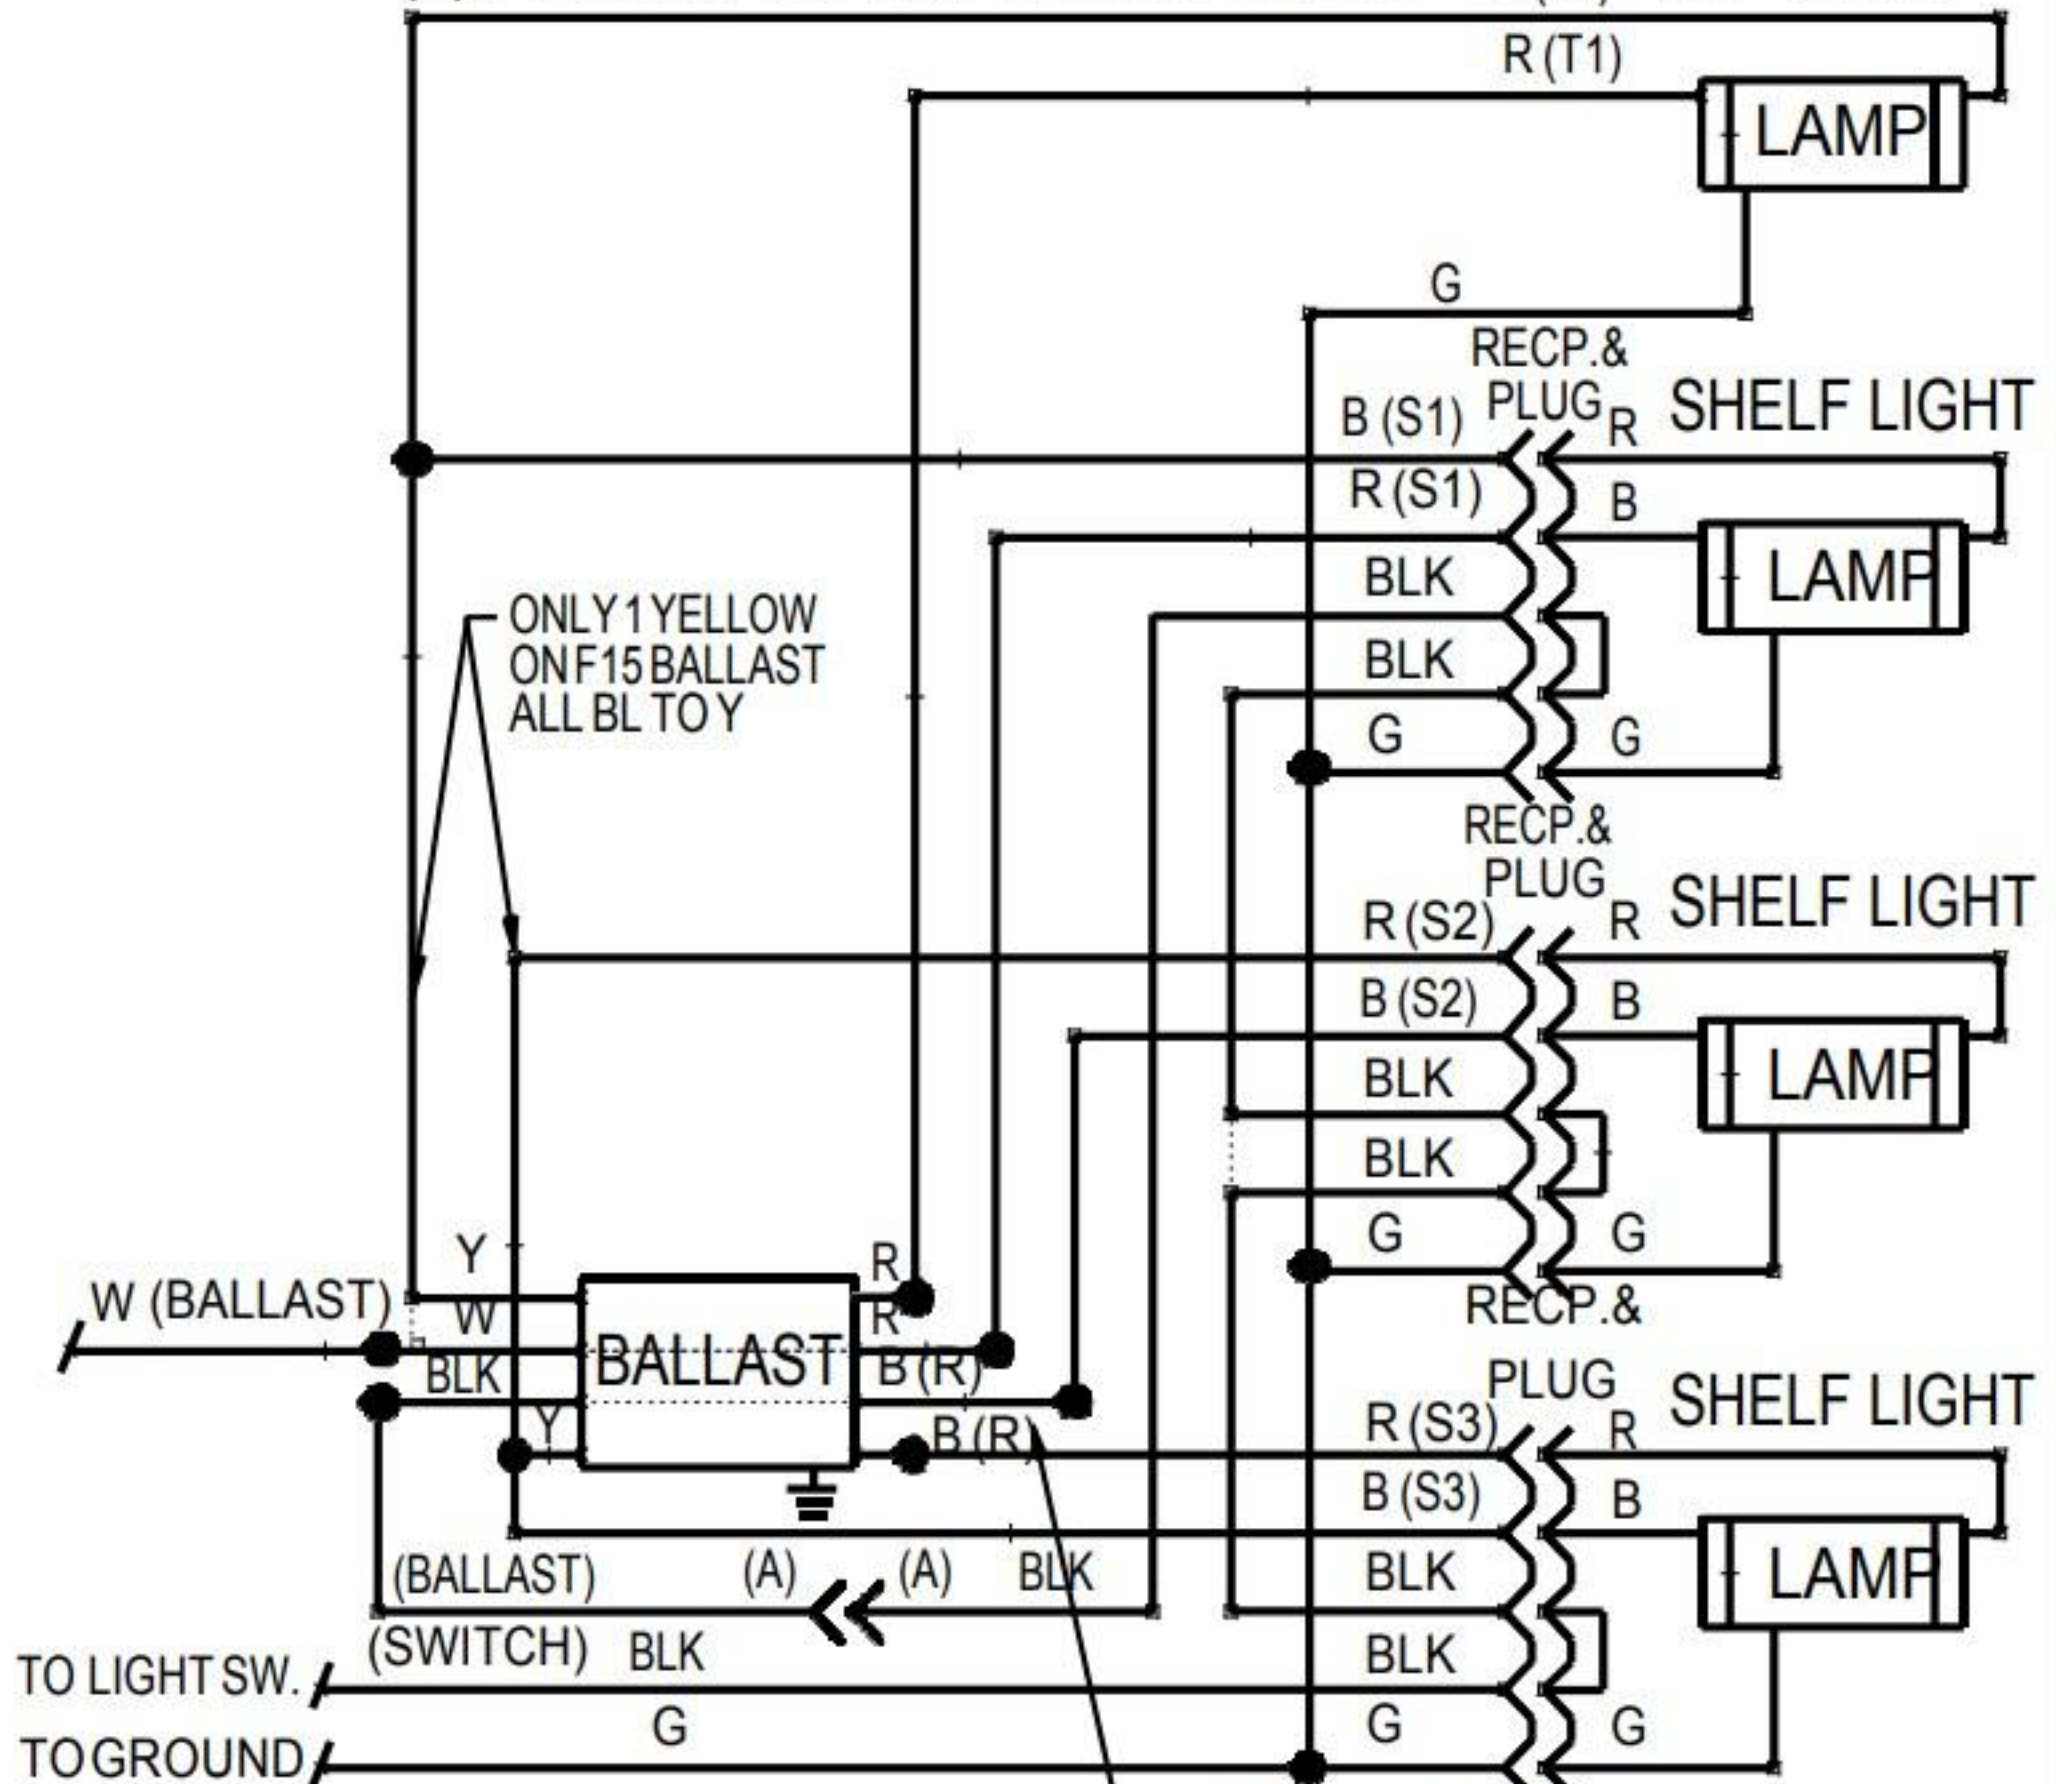 R (T1)
LAMP
G
RECP.&
PLUG
B (S1)
R
SHELF LIGHT
R (S1)
B
LAMP
BLK
ONLY 1 YELLOW
ON F15 BALLAST
ALL BL TO Y
BLK
G
G
RECP.&
PLUG
R (S2)
R
SHELF LIGHT
B (S2)
B
LAMP
BLK
BLK
G
G
RECP.&
Y
R
W (BALLAST)
W
R
BALLAST
BLK
B (R)
PLUG
SHELF LIGHT
Y
B (R)
R (S3)
R
B (S3)
B
LAMP
(BALLAST)
(A)
(A)
BLK
BLK
(SWITCH)
BLK
BLK
TO LIGHT SW.
G
G
G
TO GROUND